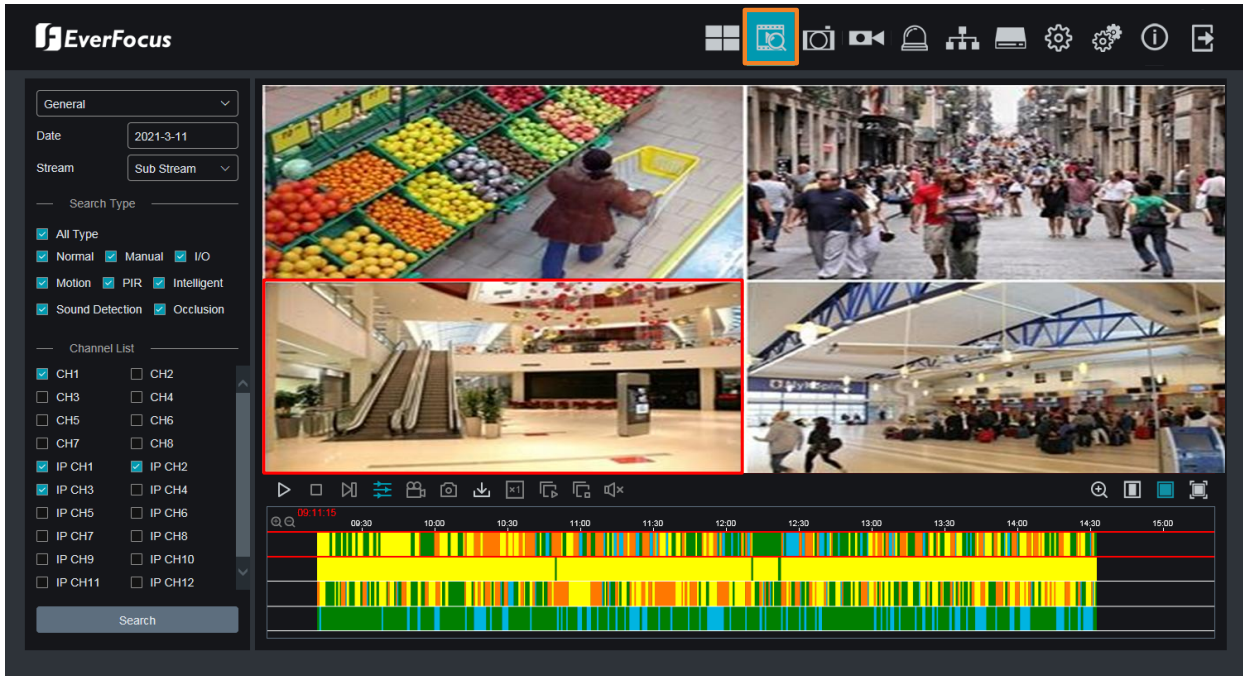 EverFocus
General
Date 2021-3-11
Stream Sub Stream
Search Type
All Type
Normal Manual I/O
Motion PIR Intelligent
Sound Detection Occlusion
Channel List
CH1 CH2
CH3 CH4
CH5 CH6
CH7 CH8
IP CH1 IP CH2
IP CH3 IP CH4
IP CH5 IP CH6
IP CH7 IP CH8
IP CH9 IP CH10
IP CH11 IP CH12
Search
×1
09:11:15
09:30 10:00 10:30 11:00 11:30 12:00 12:30 13:00 13:30 14:00 14:30 15:00